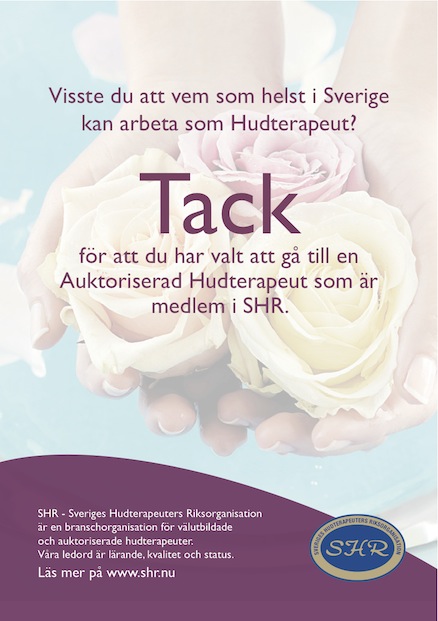 Visste du att vem som helst i Sverige
kan arbeta som Hudterapeut?
Tack
för att du har valt att gå till en
Auktoriserad Hudterapeut som är
medlem i SHR.
SHR - Sveriges Hudterapeuters Riksorganisation
är en branschorganisation för välutbildade
och auktoriserade hudterapeuter.
Våra ledord är lärande, kvalitet och status.
Läs mer på www.shr.nu
SVERIGES HUDTERAPEUTERS RIKSORGANISATION
SHR